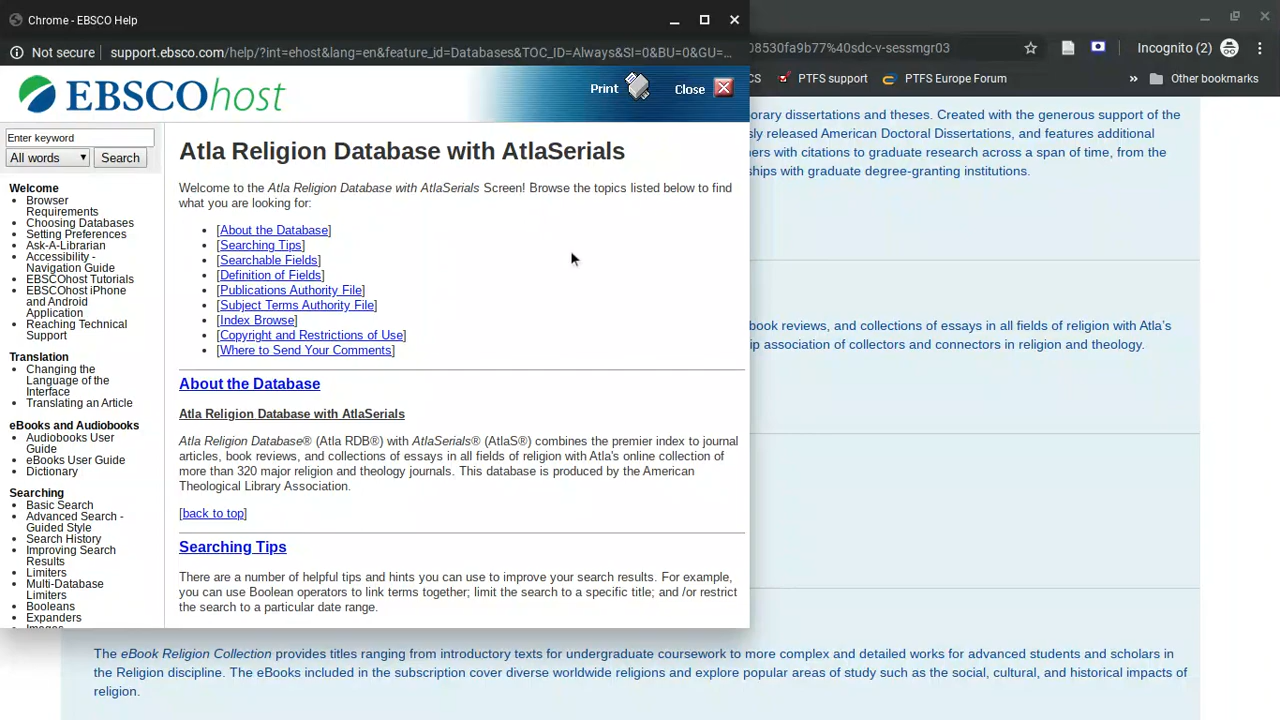 Chrome - EBSCO Help
Not secure support.ebsco.com/help/?int=ehost&lang=en&feature_id=Databases&TOC_ID=Always&SI=0&BU=0&GU=...
08530fa9b77%40sdc-v-sessmgr03
Incognito (2)
CS PTFS support PTFS Europe Forum » Other bookmarks
EBSCOhost
Print
Close
Enter keyword
All words Search
Welcome
Browser
Requirements
Choosing Databases
Setting Preferences
Ask-A-Librarian
Accessibility -
Navigation Guide
EBSCOhost Tutorials
EBSCOhost iPhone
and Android
Application
Reaching Technical
Support
Translation
Changing the
Language of the
Interface
Translating an Article
eBooks and Audiobooks
Audiobooks User
Guide
eBooks User Guide
Dictionary
Searching
Basic Search
Advanced Search -
Guided Style
Search History
Improving Search
Results
Limiters
Multi-Database
Limiters
Booleans
Expanders
Atla Religion Database with AtlaSerials
Welcome to the Atla Religion Database with AtlaSerials Screen! Browse the topics listed below to find
what you are looking for:
[About the Database]
[Searching Tips]
[Searchable Fields]
[Definition of Fields]
[Publications Authority File]
[Subject Terms Authority File]
[Index Browse]
[Copyright and Restrictions of Use]
[Where to Send Your Comments]
About the Database
Atla Religion Database with AtlaSerials
Atla Religion Database® (Atla RDB®) with AtlaSerials® (AtlaS®) combines the premier index to journal
articles, book reviews, and collections of essays in all fields of religion with Atla's online collection of
more than 320 major religion and theology journals. This database is produced by the American
Theological Library Association.
[back to top]
Searching Tips
There are a number of helpful tips and hints you can use to improve your search results. For example,
you can use Boolean operators to link terms together; limit the search to a specific title; and /or restrict
the search to a particular date range.
orary dissertations and theses. Created with the generous support of the
sly released American Doctoral Dissertations, and features additional
ners with citations to graduate research across a span of time, from the
ships with graduate degree-granting institutions.
book reviews, and collections of essays in all fields of religion with Atla's
ip association of collectors and connectors in religion and theology.
The eBook Religion Collection provides titles ranging from introductory texts for undergraduate coursework to more complex and detailed works for advanced students and scholars in
the Religion discipline. The eBooks included in the subscription cover diverse worldwide religions and explore popular areas of study such as the social, cultural, and historical impacts of
religion.